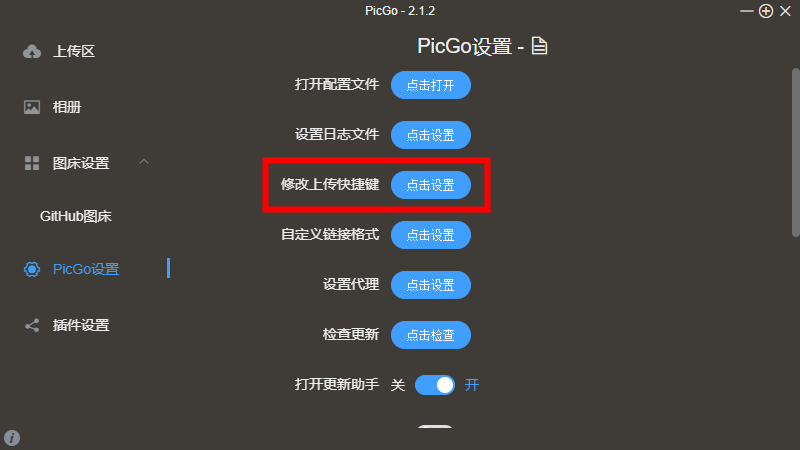 PicGo - 2.1.2
上传区
相册
图床设置
GitHub图床
PicGo设置
插件设置
PicGo设置 -
打开配置文件 点击打开
设置日志文件 点击设置
修改上传快捷键 点击设置
自定义链接格式 点击设置
设置代理 点击设置
检查更新 点击检查
打开更新助手 关 开